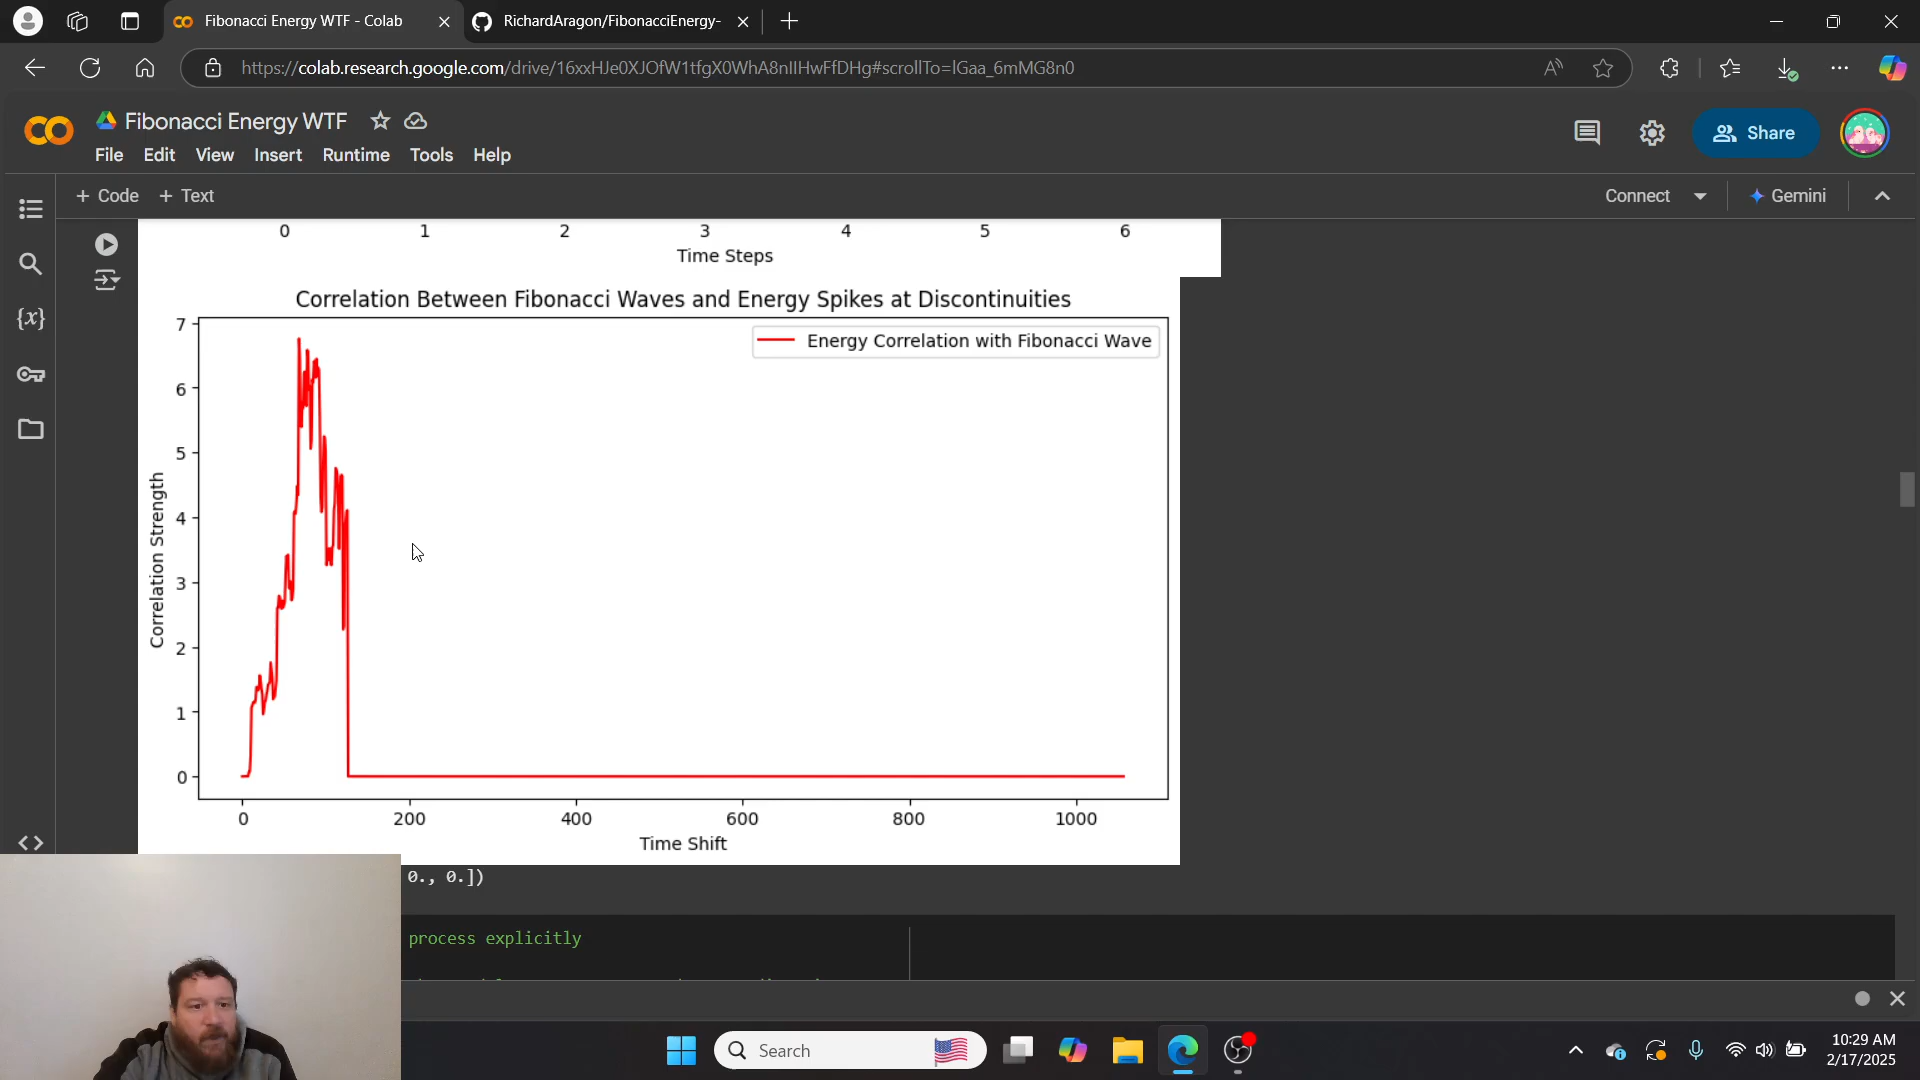 Fibonacci Energy WTF - Colab
RichardAragon/FibonacciEnergy-
https://colab.research.google.com/drive/16xxHJe0XJOfW1tfgX0WhA8nIIHwFfDHg#scrollTo=lGaa_6mMG8n0
Fibonacci Energy WTF
Share
File Edit View Insert Runtime Tools Help
+ Code + Text
Connect
Gemini
0 1 2 3 4 5 6
Time Steps
Correlation Between Fibonacci Waves and Energy Spikes at Discontinuities
Energy Correlation with Fibonacci Wave
7
6
5
4
3
2
1
0
Correlation Strength
0 200 400 600 800 1000
Time Shift
0., 0.])
process explicitly
Search
10:29 AM
2/17/2025